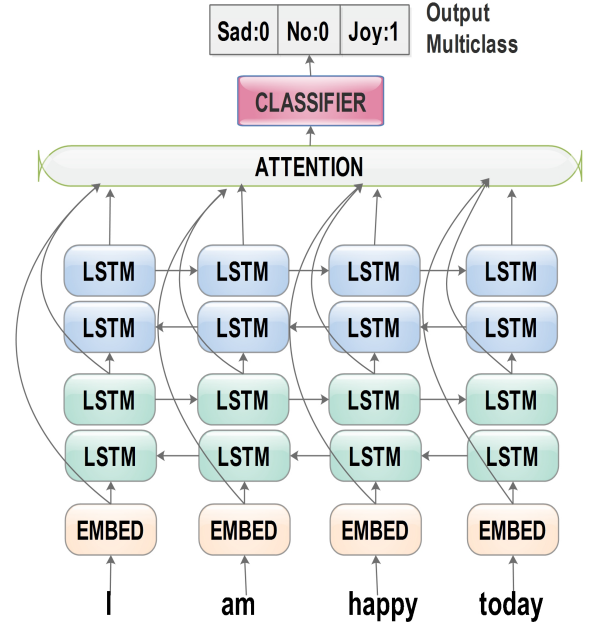 Sad:0 No:0 Joy:1
Output
Multiclass
CLASSIFIER
ATTENTION
LSTM LSTM LSTM LSTM
LSTM LSTM LSTM LSTM
LSTM LSTM LSTM LSTM
LSTM LSTM LSTM LSTM
EMBED EMBED EMBED EMBED
I am happy today